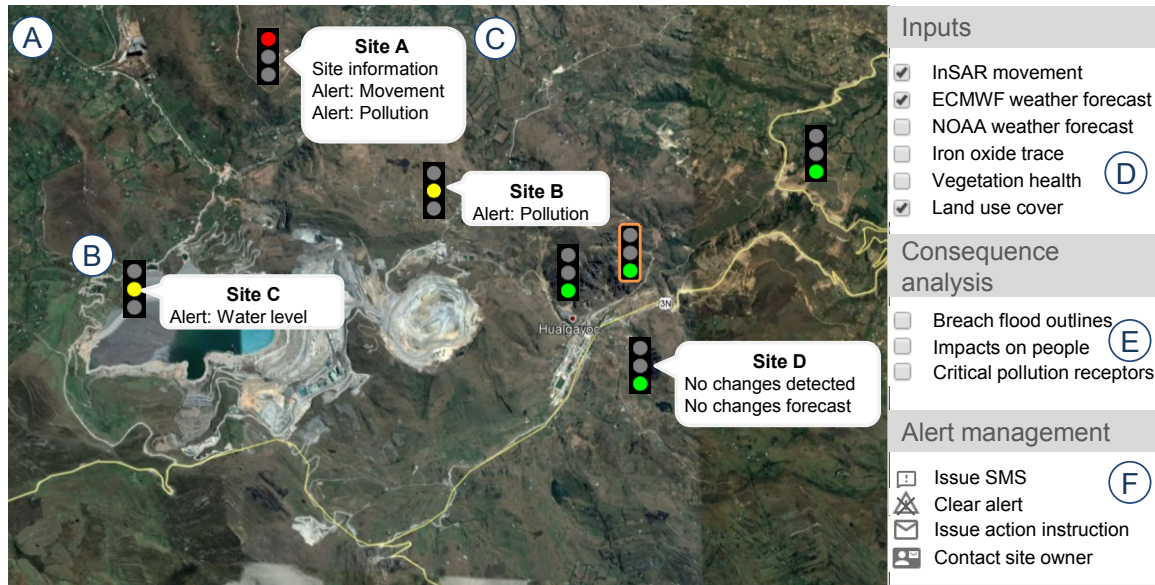 A
Site A
Site information
Alert: Movement
Alert: Pollution
C
Site B
Alert: Pollution
B
Site C
Alert: Water level
3N
Hualgayoc
Site D
No changes detected
No changes forecast
Inputs
InSAR movement
ECMWF weather forecast
NOAA weather forecast
Iron oxide trace
Vegetation health
Land use cover
D
Consequence
analysis
Breach flood outlines
Impacts on people
Critical pollution receptors
E
Alert management
Issue SMS
Clear alert
Issue action instruction
Contact site owner
F